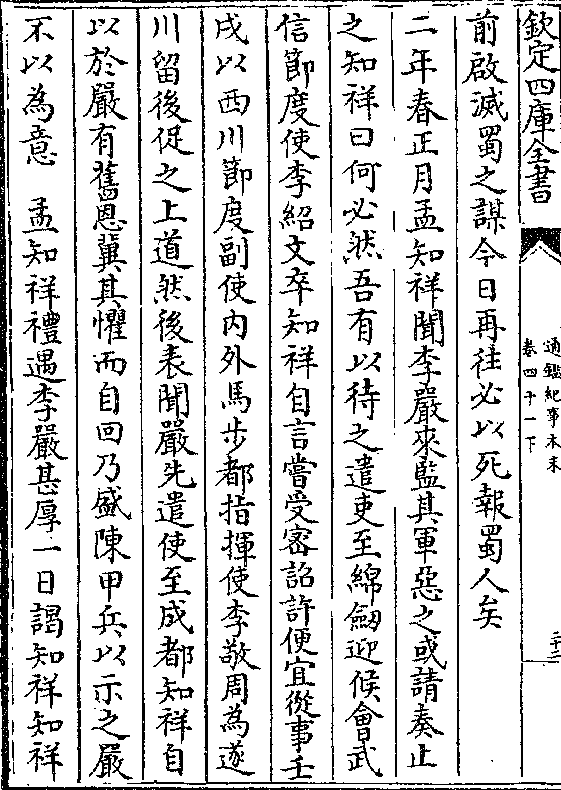 欽定四庫全書
通鑑紀事本末
卷四十一下
三十二
前啟滅蜀之謀今日再往必以死報蜀人矣
二年春正月孟知祥聞李嚴來監其軍惡之或請奏止
之知祥曰何必然吾有以待之遣吏至綿劒迎候會武
信節度使李紹文卒知祥自言嘗受密詔許便宜從事壬
戌以西川節度副使内外馬步都指揮使李敬周為遂
川留後促之上道然後表聞嚴先遣使至成都知祥自
以於嚴有舊恩冀其懼而自回乃盛陳甲兵以示之嚴
不以為意　孟知祥禮遇李嚴甚厚一日謁知祥知祥